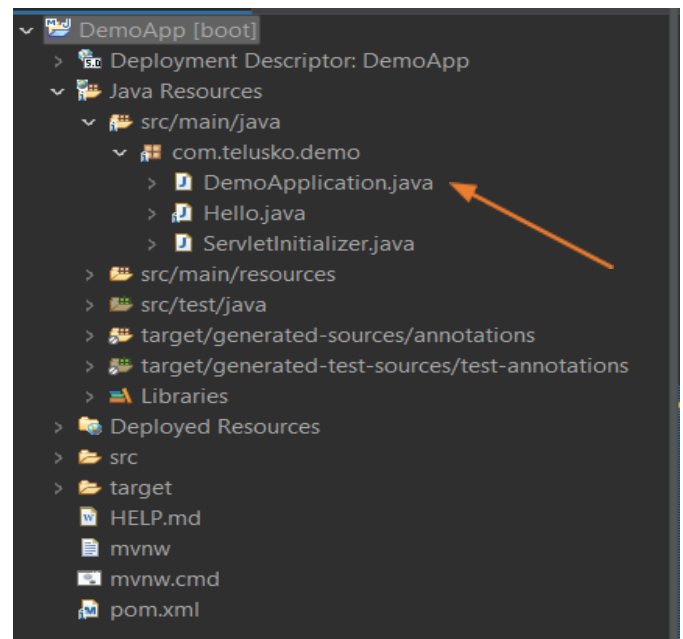 DemoApp [boot]
Deployment Descriptor: DemoApp
Java Resources
src/main/java
com.telusko.demo
DemoApplication.java
Hello.java
ServletInitializer.java
src/main/resources
src/test/java
target/generated-sources/annotations
target/generated-test-sources/test-annotations
Libraries
Deployed Resources
src
target
HELP.md
mvnw
mvnw.cmd
pom.xml